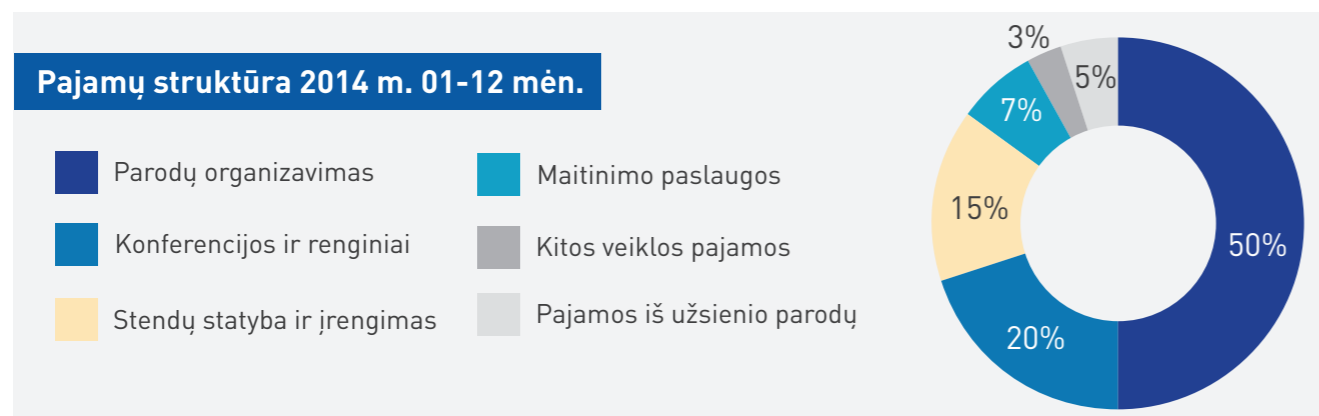 Pajamų struktūra 2014 m. 01-12 mėn.
Parodų organizavimas
Konferencijos ir renginiai
Stendų statyba ir įrengimas
Maitinimo paslaugos
Kitos veiklos pajamos
Pajamos iš užsienio parodų
3%
5%
7%
15%
50%
20%